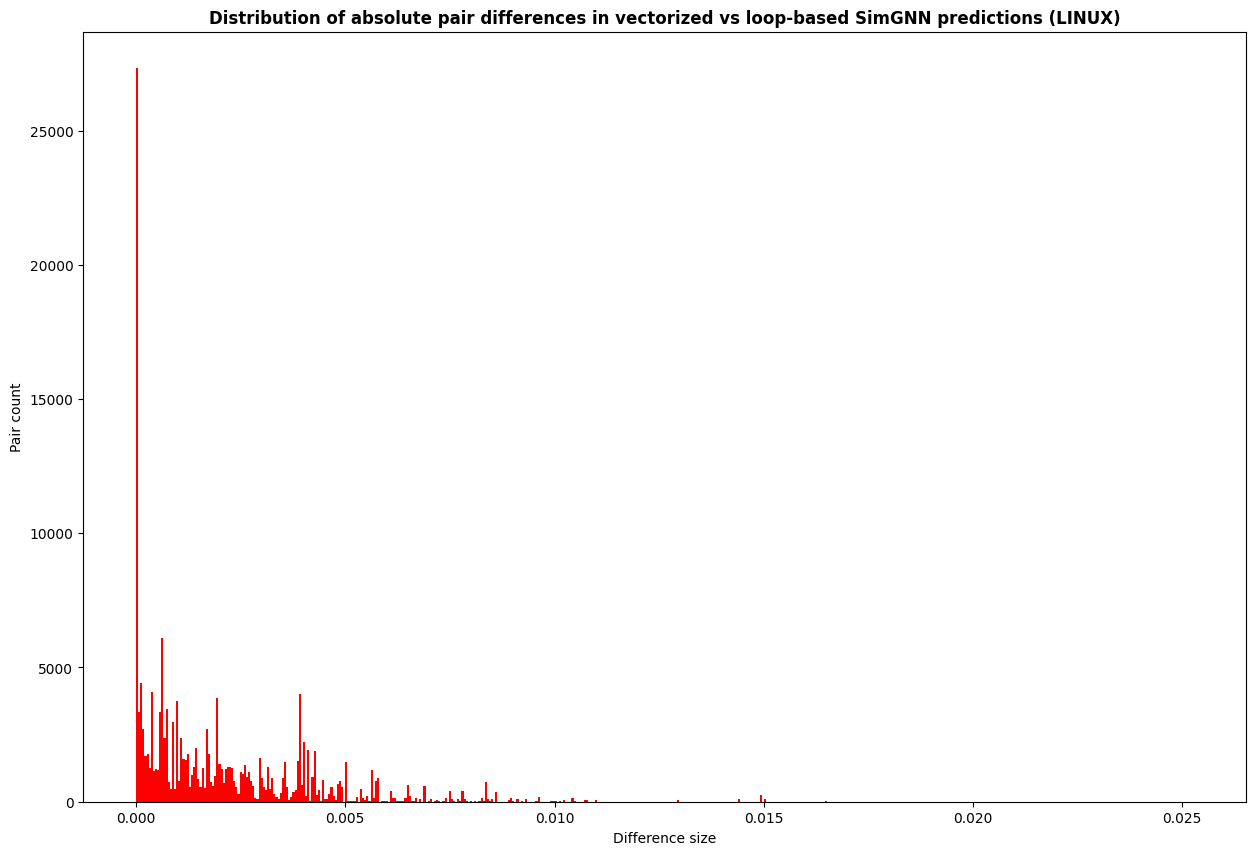 Distribution of absolute pair differences in vectorized vs loop-based SimGNN predictions (LINUX)
25000
20000
15000
10000
5000
0
Pair count
0.000 0.005 0.010 0.015 0.020 0.025
Difference size